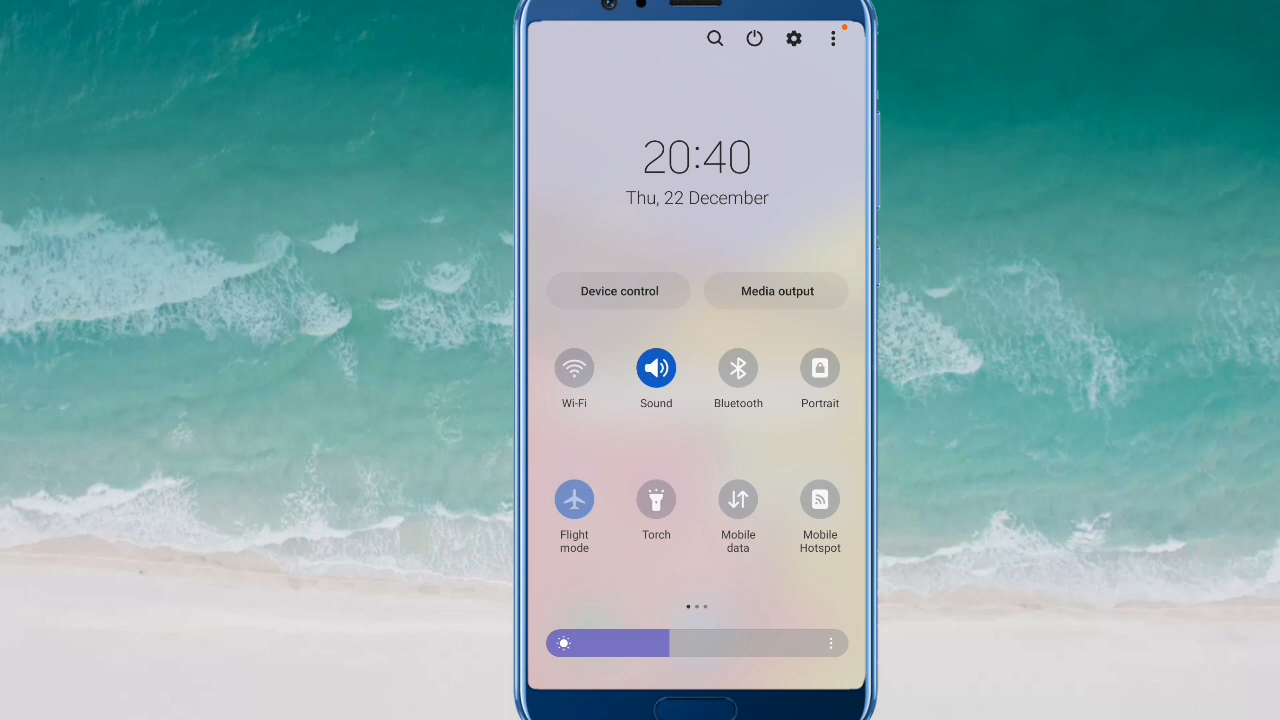 20:40
Thu, 22 December
Device control Media output
Wi-Fi Sound Bluetooth Portrait
Flight mode Torch Mobile data Mobile Hotspot